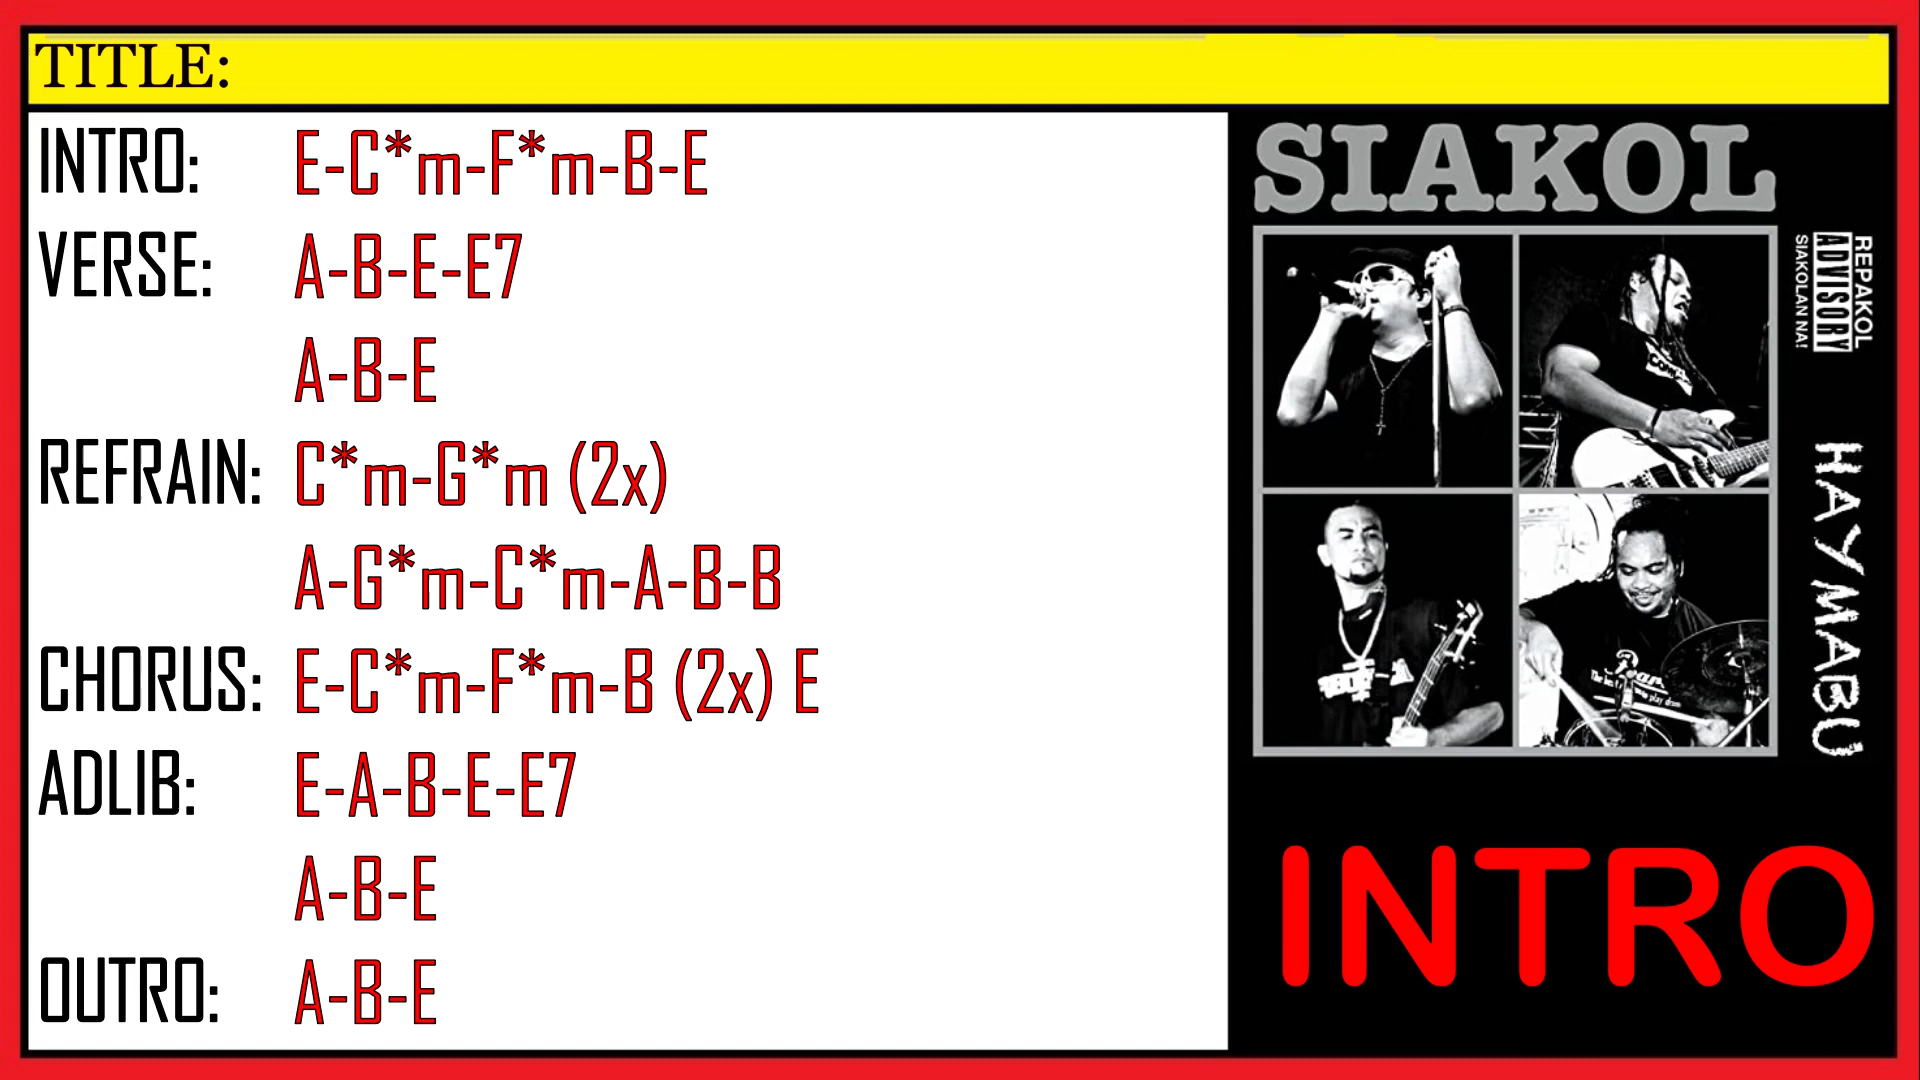 TITLE:
INTRO: E-C*m-F*m-B-E
VERSE: A-B-E-E7
A-B-E
REFRAIN: C*m-G*m (2x)
A-G*m-C*m-A-B-B
CHORUS: E-C*m-F*m-B (2x) E
ADLIB: E-A-B-E-E7
A-B-E
OUTRO: A-B-E
SIAKOL
REPAKOL
ADVISORY
SIAKOLAN NA!
HAYMABU
INTRO